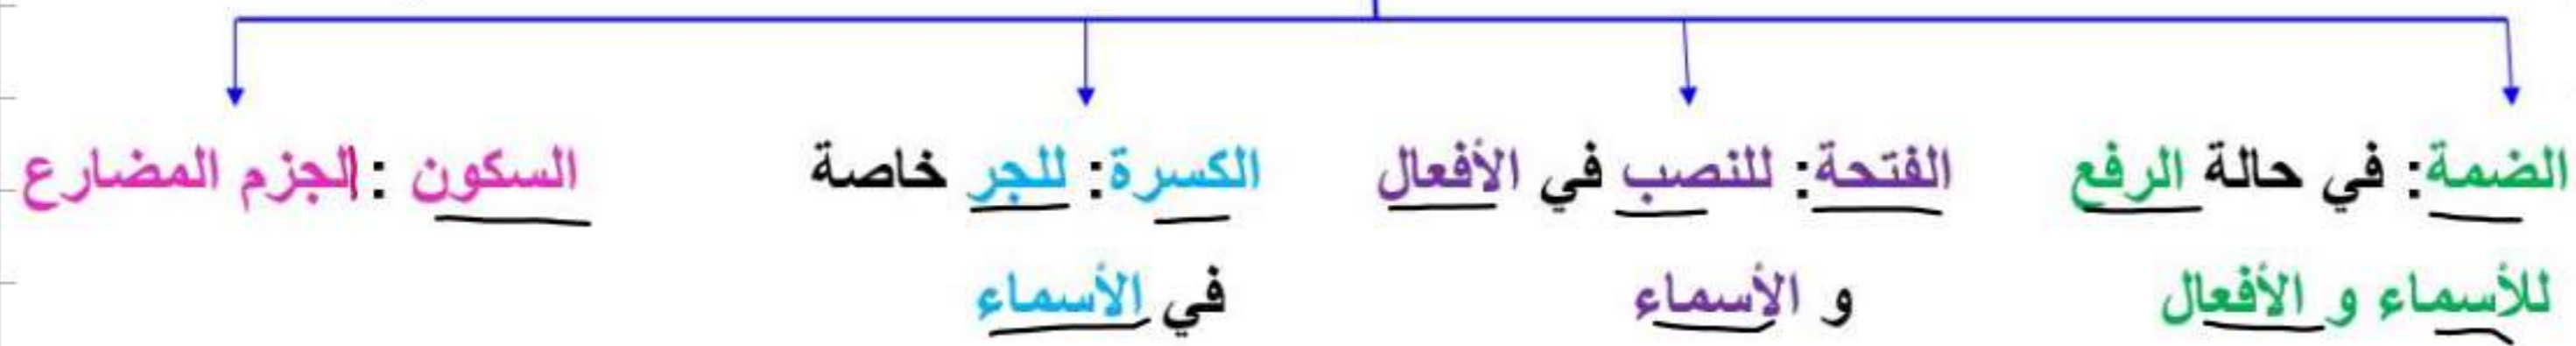 الضمة: في حالة الرفع
للأسماء و الأفعال
الفتحة: للنصب في الأفعال
و الأسماء
الكسرة: للجر خاصة
في الأسماء
السكون : الجزم المضارع